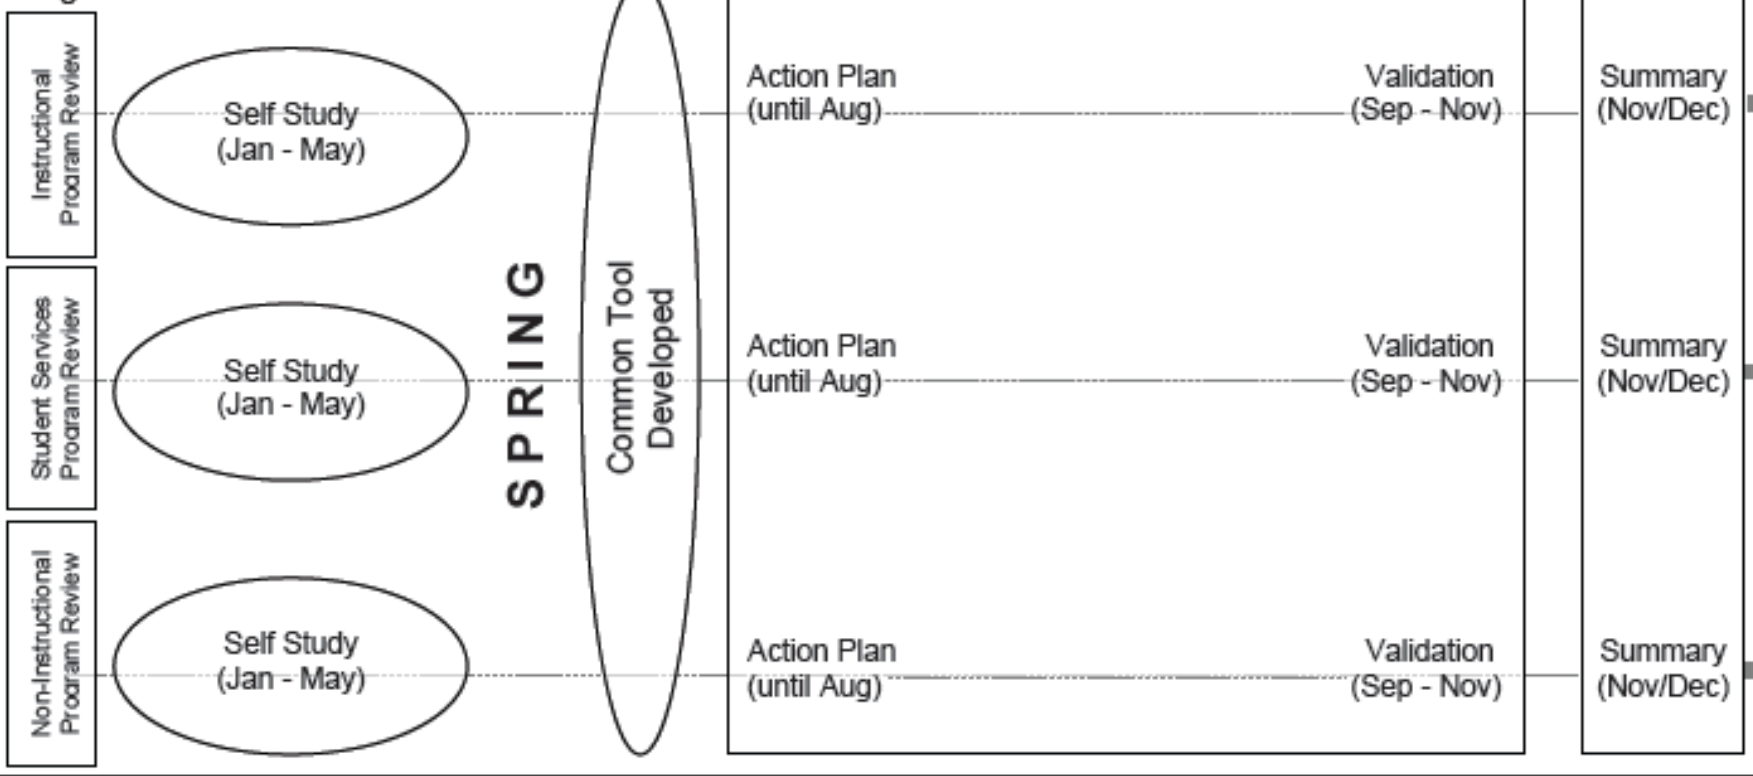 Instructional
Program Review
Self Study
(Jan - May)
Action Plan
(until Aug)
Validation
(Sep - Nov)
Summary
(Nov/Dec)
SPRING
Common Tool
Developed
Student Services
Program Review
Self Study
(Jan - May)
Action Plan
(until Aug)
Validation
(Sep - Nov)
Summary
(Nov/Dec)
Non-Instructional
Program Review
Self Study
(Jan - May)
Action Plan
(until Aug)
Validation
(Sep - Nov)
Summary
(Nov/Dec)